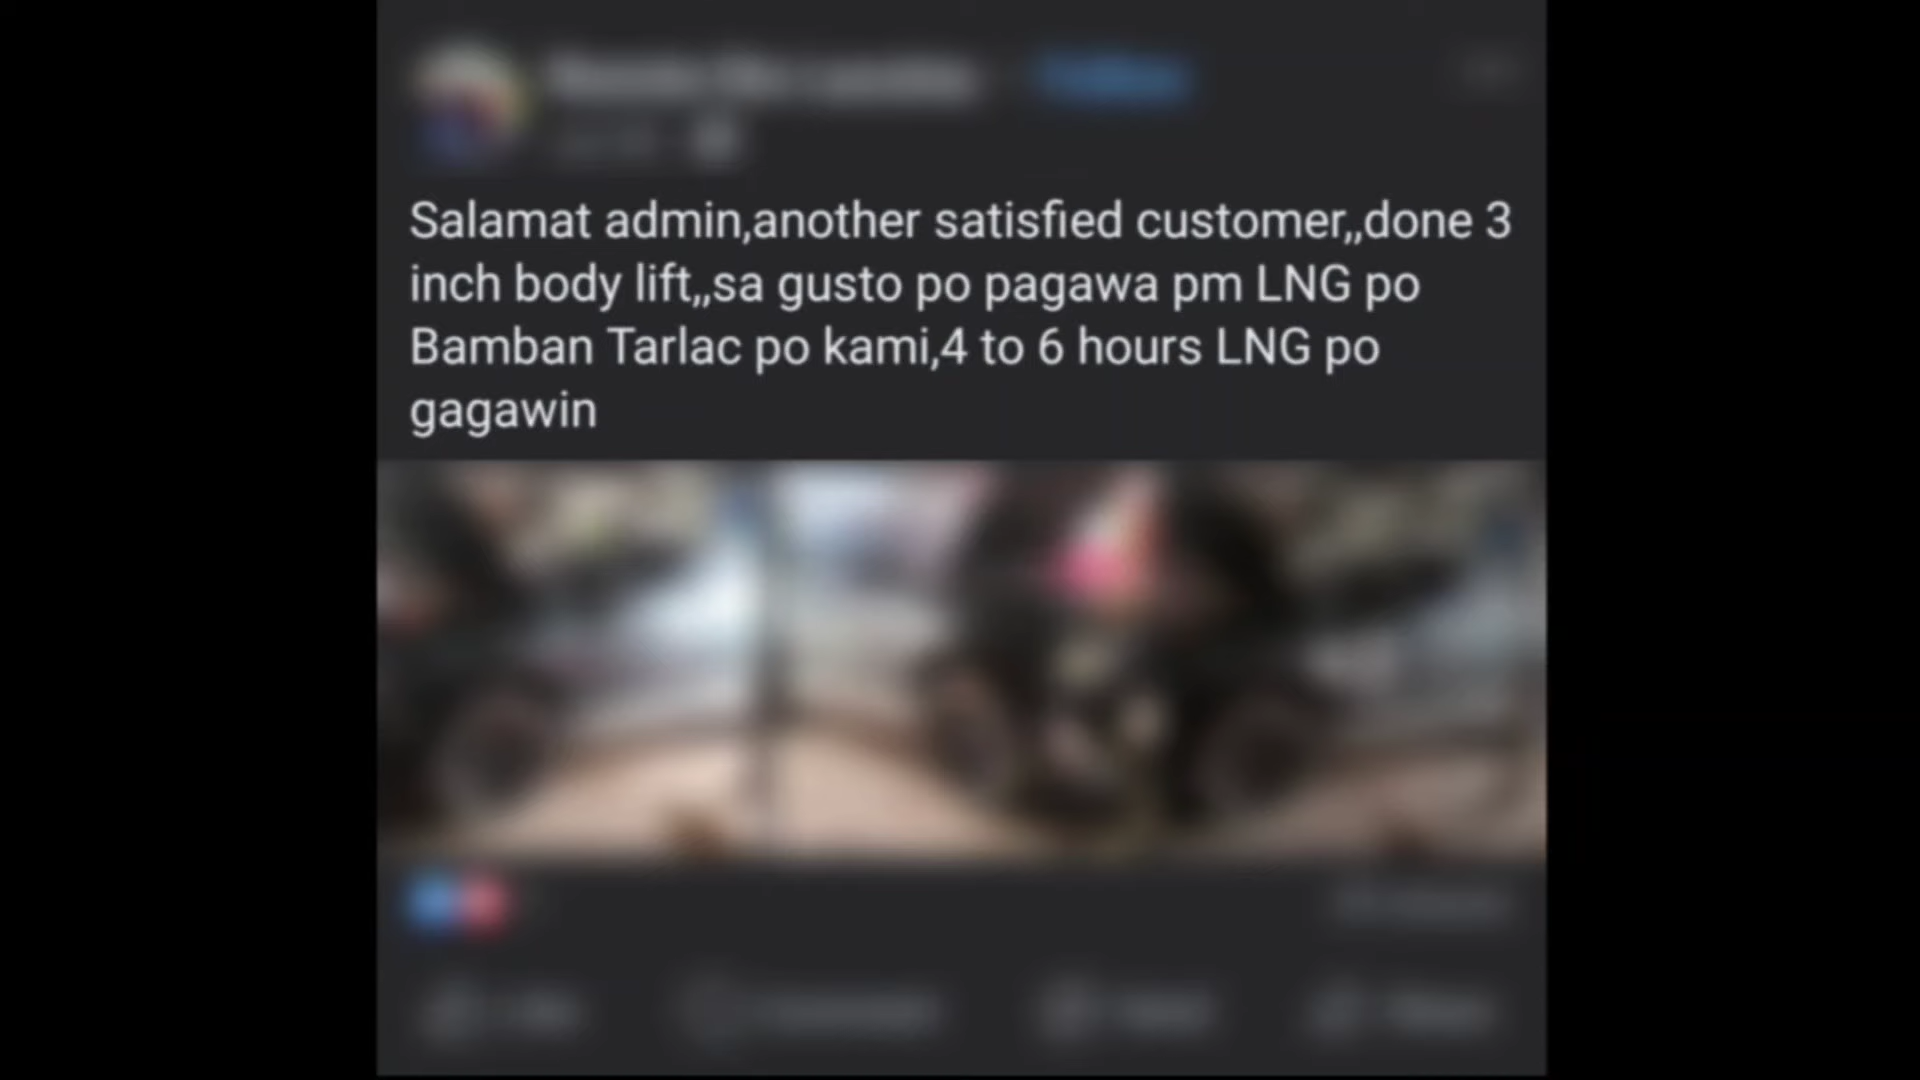 Salamat admin,another satisfied customer,,done 3
inch body lift,,sa gusto po pagawa pm LNG po
Bamban Tarlac po kami,4 to 6 hours LNG po
gagawin